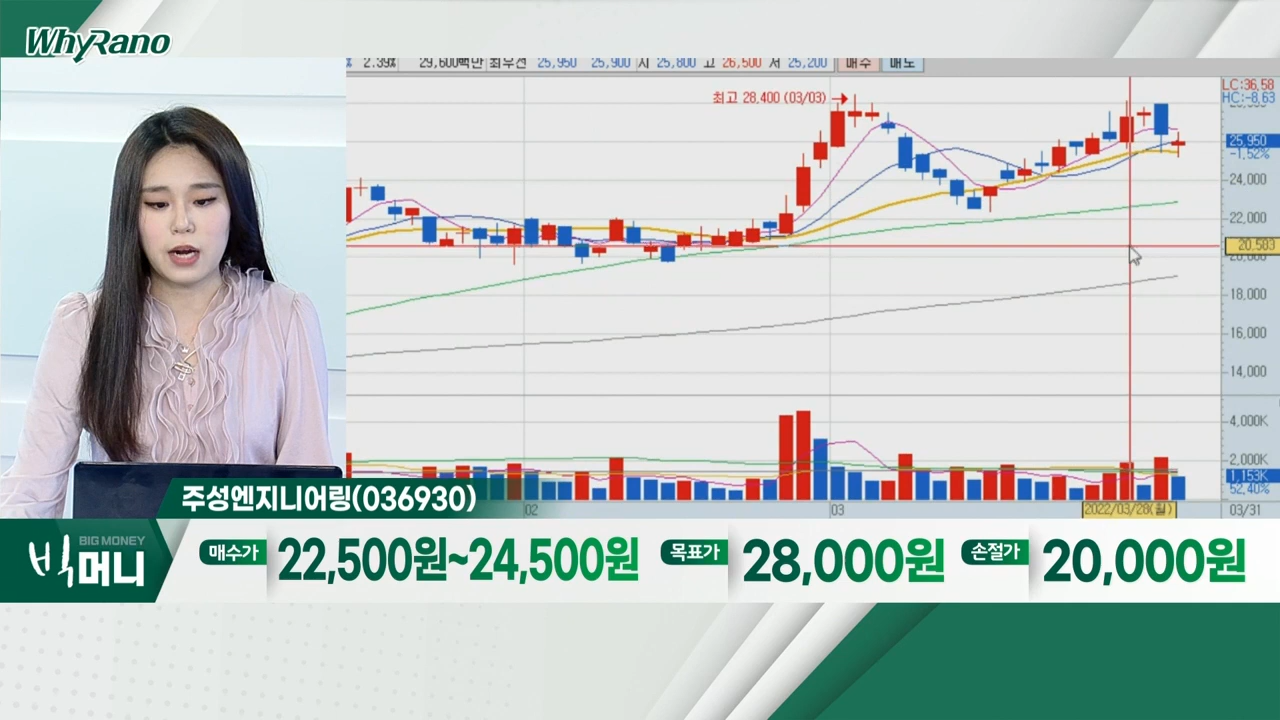 WhyRano
% 2.39% 29,600백만 최우선 25,950 25,900 시 25,800 고 26,500 저 25,200 매수 매도
LC:36.58
HC:-8.63
최고 28,400 (03/03)
25,950
-1.52%
24,000
22,000
20,583
20,000
18,000
16,000
14,000
4,000K
2,000K
1,153K
52,40%
02
03
2022/03/28(월)
03/31
주성엔지니어링(036930)
BIG MONEY
빅머니
매수가 22,500원~24,500원 목표가 28,000원 손절가 20,000원